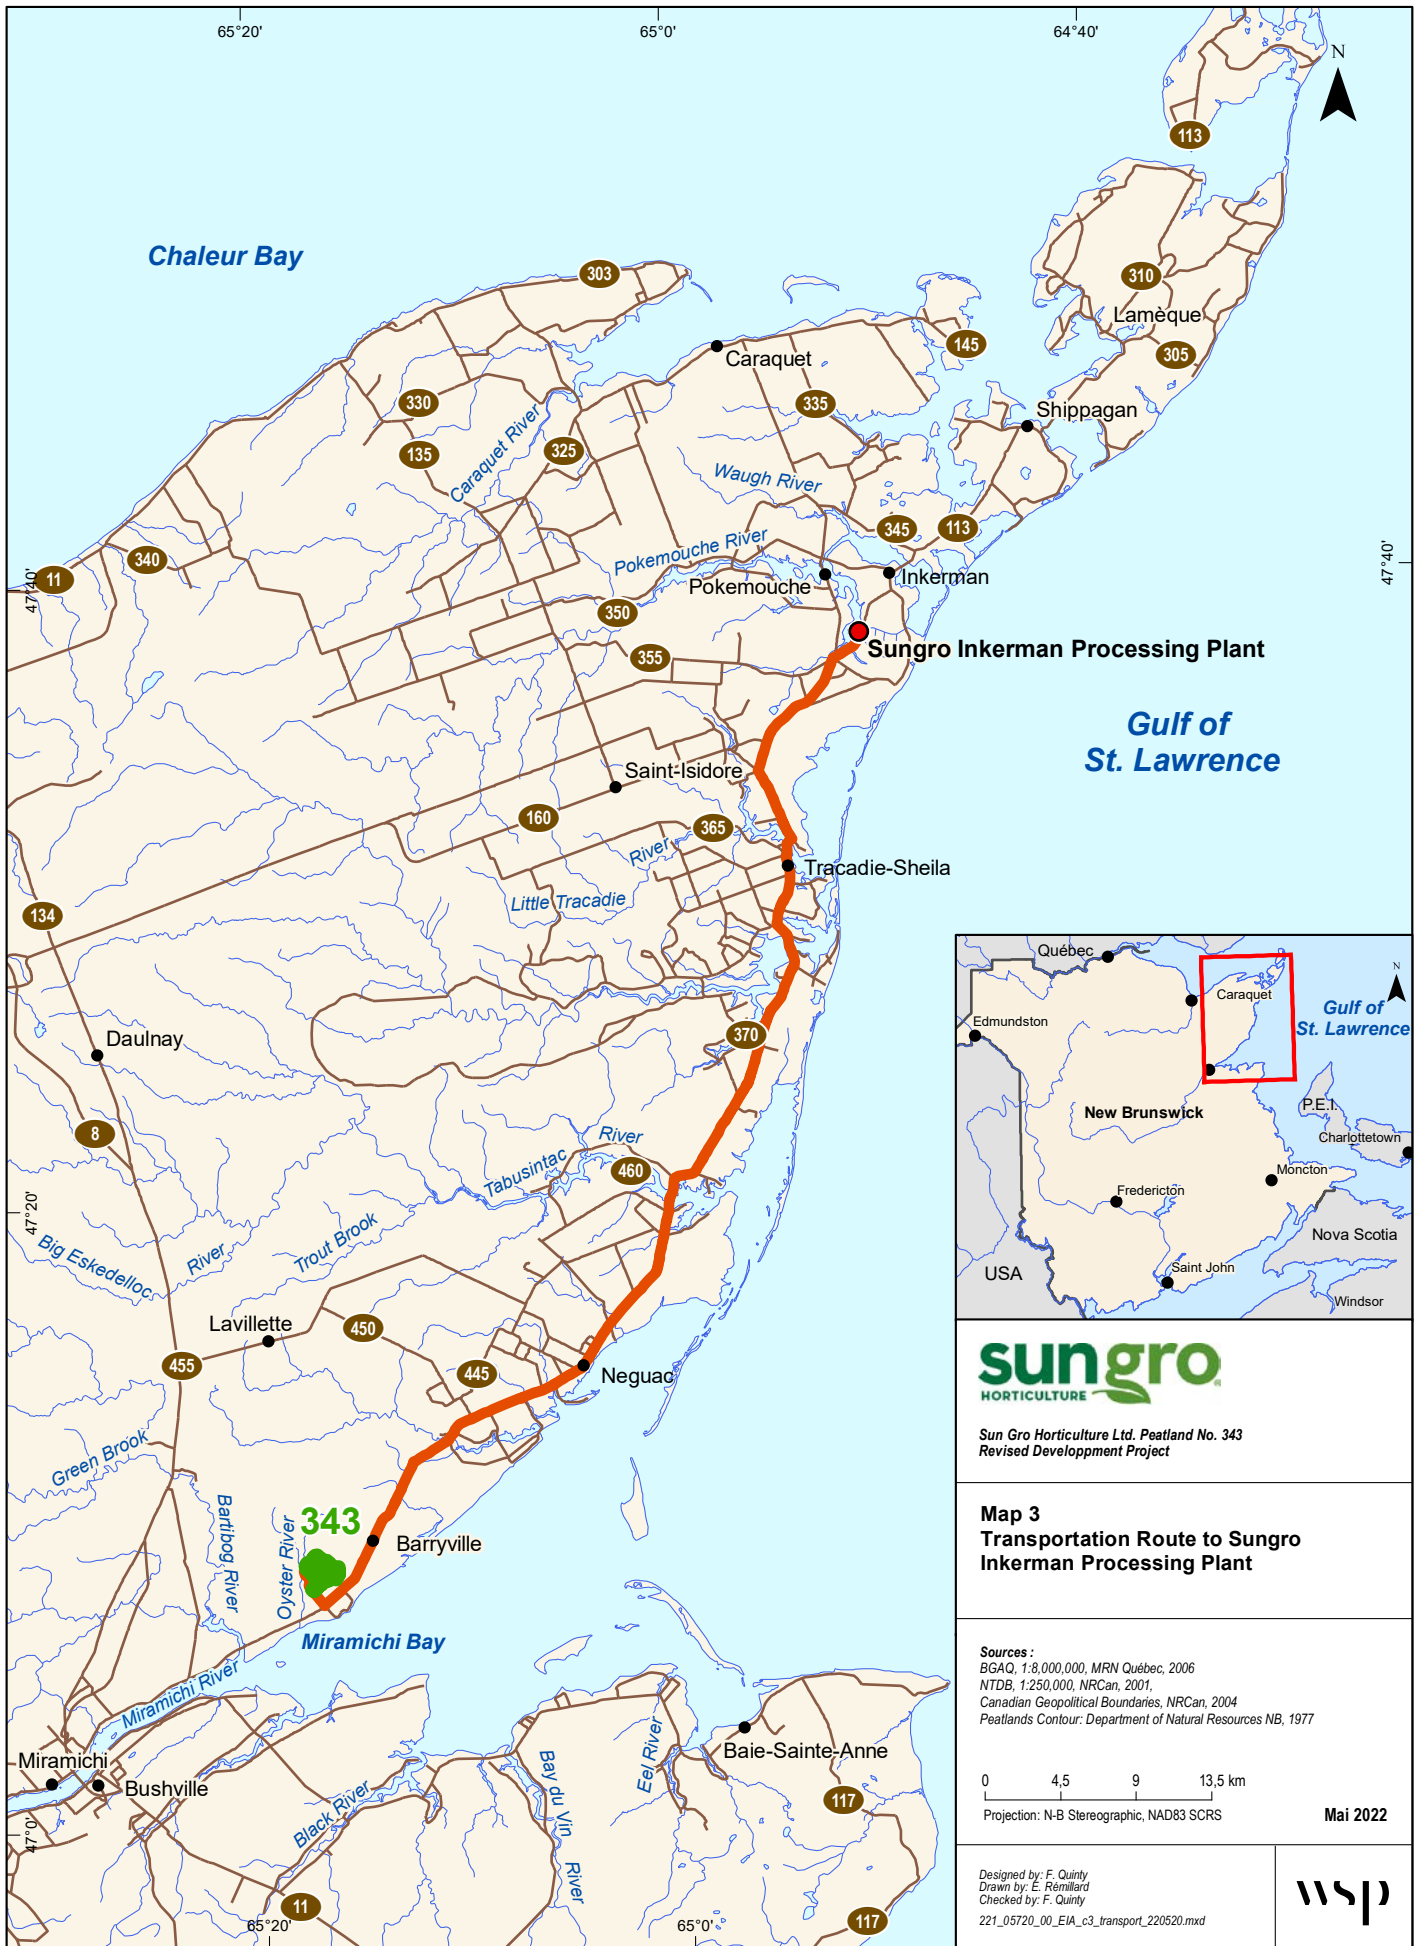 65°20'
65°0'
64°40'
N
113
Chaleur Bay
303
310
Lamèque
145
305
Caraquet
330
335
Shippagan
135
Caraquet River
325
Waugh River
345
113
340
Pokemouche River
11
47°40'
47°40'
Pokemouche
Inkerman
350
355
Sungro Inkerman Processing Plant
Gulf of
St. Lawrence
Saint-Isidore
160
365
River
Tracadie-Sheila
Little Tracadie
134
370
Daulnay
8
River
460
Tabusintac
47°20'
Trout Brook
River
Big Eskedelloc
Lavillette
450
455
445
Neguac
Green Brook
Bartibog River
343
Oyster River
Barryville
Miramichi Bay
Miramichi River
Miramichi
Bushville
Black River
Bay du Vin
River
Eel River
Baie-Sainte-Anne
117
47°0'
11
65°20'
65°0'
117
Québec
N
Caraquet
Gulf of
St. Lawrence
Edmundston
New Brunswick
P.E.I.
Charlottetown
Moncton
Fredericton
Nova Scotia
USA
Saint John
Windsor
sungro
HORTICULTURE
®
Sun Gro Horticulture Ltd. Peatland No. 343
Revised Developpment Project
Map 3
Transportation Route to Sungro
Inkerman Processing Plant
Sources :
BGAQ, 1:8,000,000, MRN Québec, 2006
NTDB, 1:250,000, NRCan, 2001,
Canadian Geopolitical Boundaries, NRCan, 2004
Peatlands Contour: Department of Natural Resources NB, 1977
0 4,5 9 13,5 km
Projection: N-B Stereographic, NAD83 SCRS
Mai 2022
Designed by: F. Quinty
Drawn by: E. Rémillard
Checked by: F. Quinty
221_05720_00_EIA_c3_transport_220520.mxd
wsp